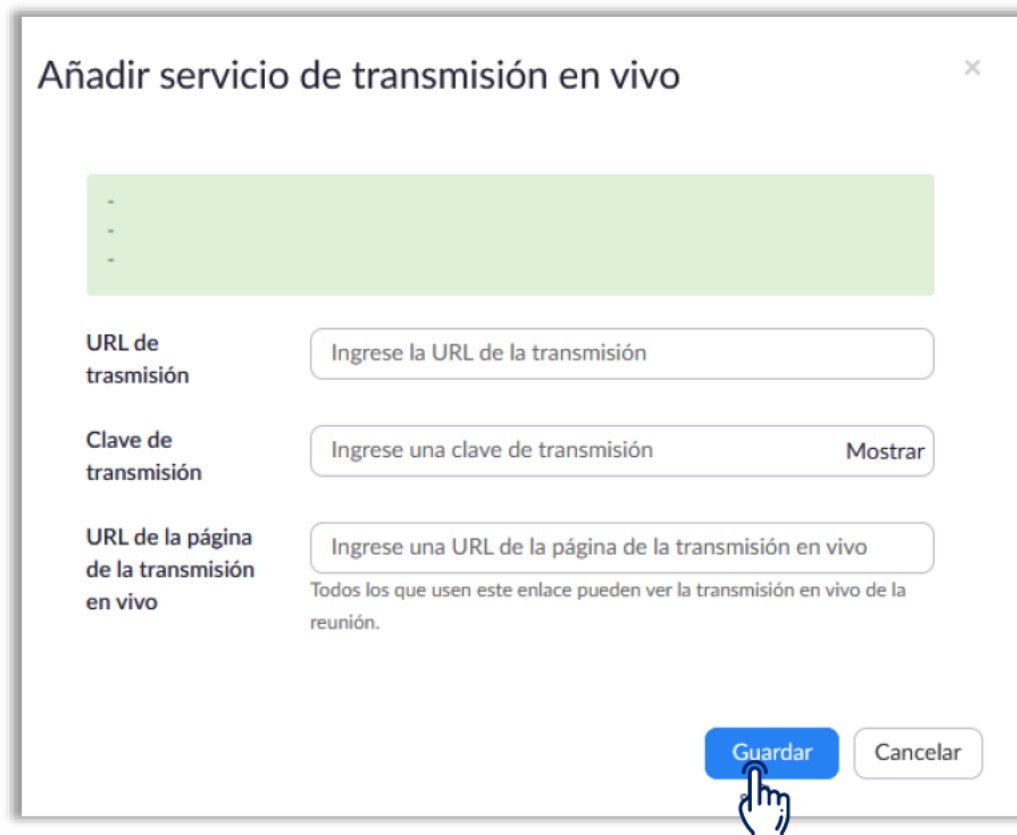 Añadir servicio de transmisión en vivo
×
-
-
-
URL de
trasmisión
Ingrese la URL de la transmisión
Clave de
transmisión
Ingrese una clave de transmisión
Mostrar
URL de la página
de la transmisión
en vivo
Ingrese una URL de la página de la transmisión en vivo
Todos los que usen este enlace pueden ver la transmisión en vivo de la
reunión.
Guardar
Cancelar